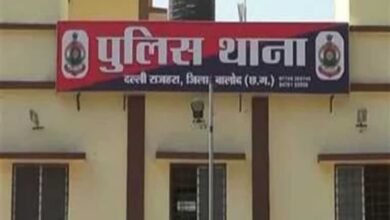 पुलिस थाना
दल्ली राजहरा, जिला, बालोद (छ.ग.)